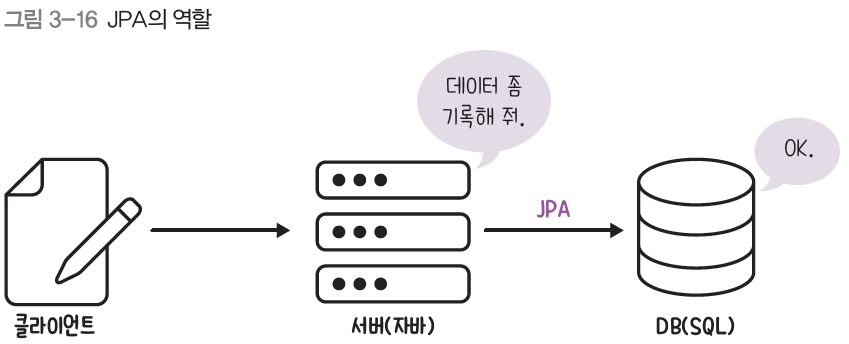 그림 3-16 JPA의 역할
데이터 좀
기록해 줘.
OK.
JPA
클라이언트
서버(자바)
DB(SQL)